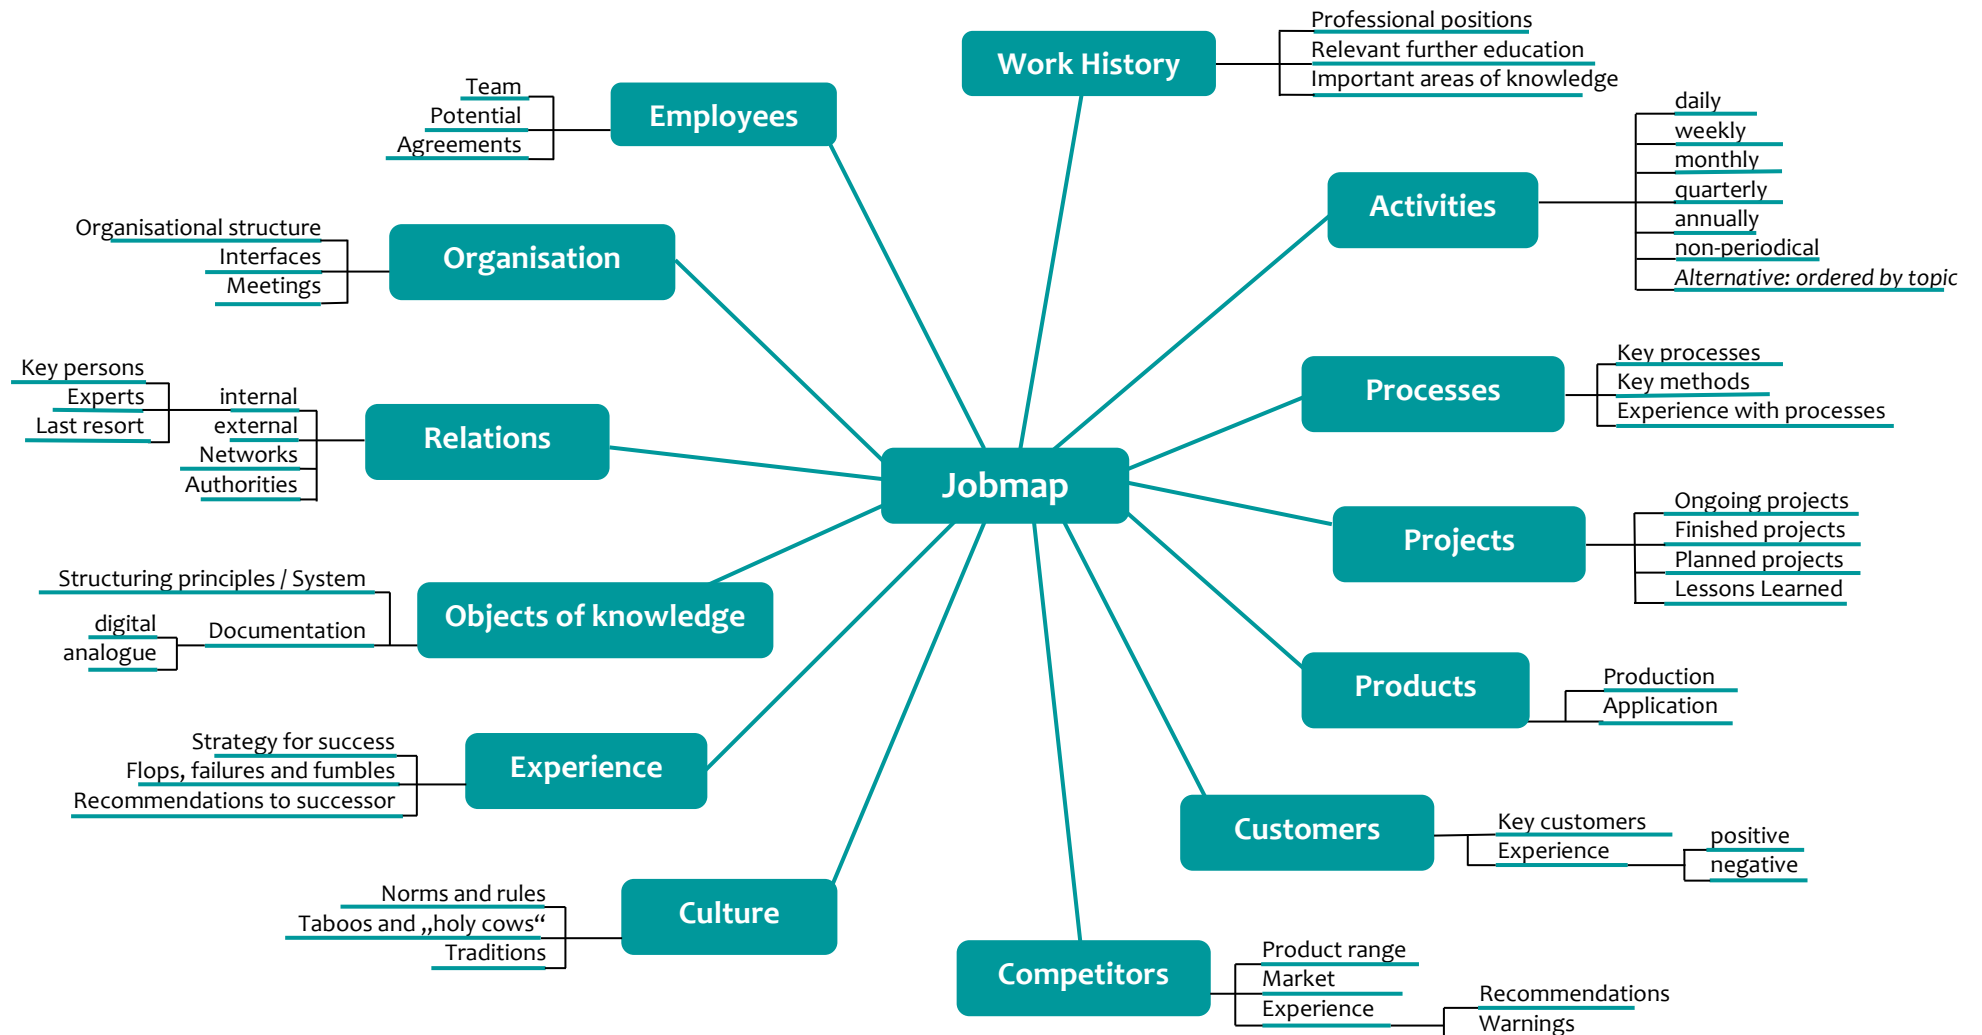 Jobmap
Work History
Professional positions
Relevant further education
Important areas of knowledge
Activities
daily
weekly
monthly
quarterly
annually
non-periodical
Alternative: ordered by topic
Processes
Key processes
Key methods
Experience with processes
Projects
Ongoing projects
Finished projects
Planned projects
Lessons Learned
Products
Production
Application
Customers
Key customers
Experience
positive
negative
Competitors
Product range
Market
Experience
Recommendations
Warnings
Culture
Norms and rules
Taboos and „holy cows“
Traditions
Experience
Strategy for success
Flops, failures and fumbles
Recommendations to successor
Objects of knowledge
Structuring principles / System
Documentation
digital
analogue
Relations
internal
external
Networks
Authorities
Key persons
Experts
Last resort
Organisation
Organisational structure
Interfaces
Meetings
Employees
Team
Potential
Agreements